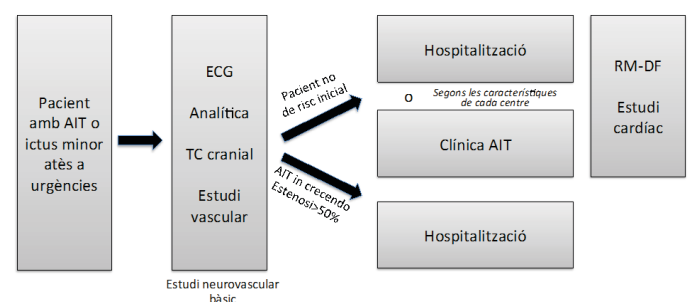 Pacient
amb AIT o
ictus minor
atès a
urgències
ECG
Analítica
TC cranial
Estudi
vascular
Estudi neurovascular
bàsic
Pacient no
de risc inicial
AIT in crecendo
Estenosi>50%
Hospitalització
o
Segons les característiques
de cada centre
Clínica AIT
Hospitalització
RM-DF
Estudi
cardíac